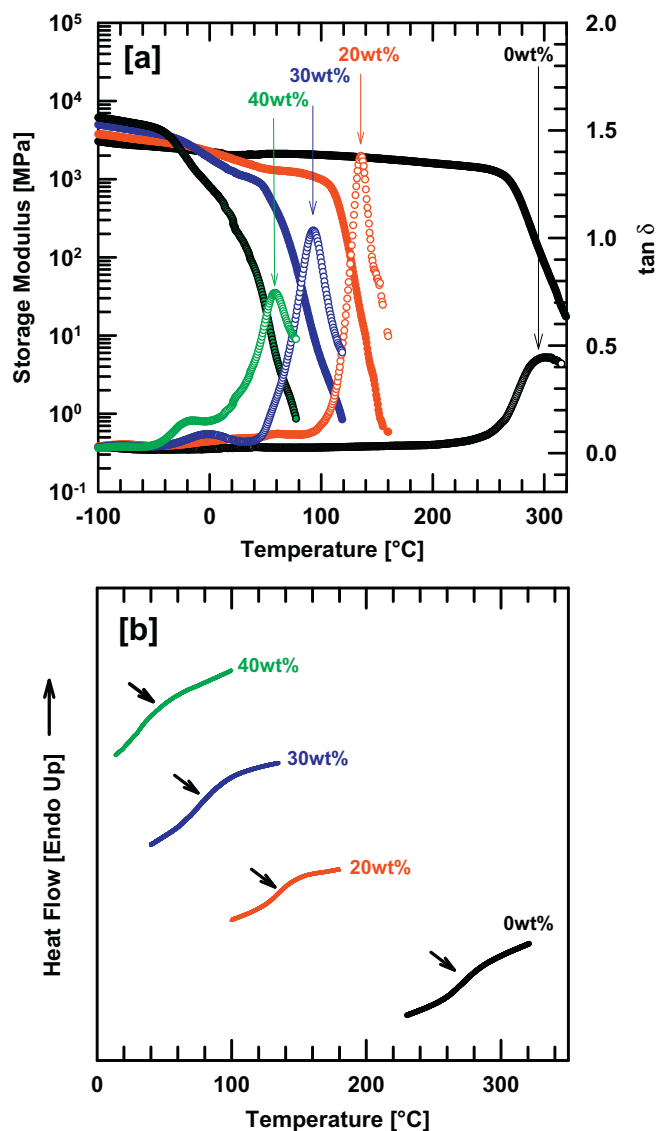 [a]
20wt%
0wt%
30wt%
40wt%
Storage Modulus [MPa]
10⁵
10⁴
10³
10²
10¹
10⁰
10⁻¹
2.0
1.5
1.0
0.5
0.0
tan δ
-100 0 100 200 300
Temperature [°C]
[b]
40wt%
30wt%
20wt%
0wt%
Heat Flow [Endo Up]
0 100 200 300
Temperature [°C]